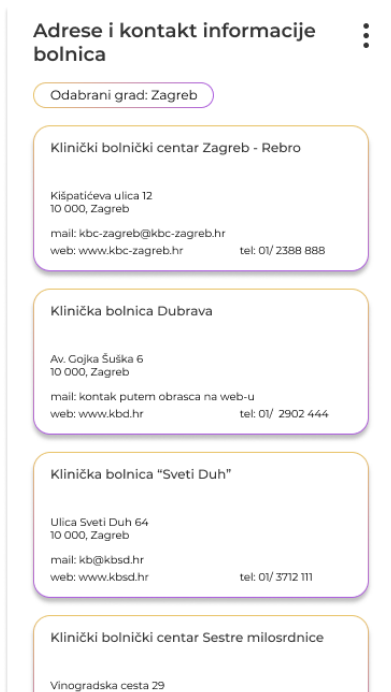 Adrese i kontakt informacije
bolnica
Odabrani grad: Zagreb
Klinički bolnički centar Zagreb - Rebro
Kišpatićeva ulica 12
10 000, Zagreb
mail: kbc-zagreb@kbc-zagreb.hr
web: www.kbc-zagreb.hr tel: 01/ 2388 888
Klinička bolnica Dubrava
Av. Gojka Šuška 6
10 000, Zagreb
mail: kontak putem obrasca na web-u
web: www.kbd.hr tel: 01/ 2902 444
Klinička bolnica “Sveti Duh”
Ulica Sveti Duh 64
10 000, Zagreb
mail: kb@kbsd.hr
web: www.kbsd.hr tel: 01/ 3712 111
Klinički bolnički centar Sestre milosrdnice
Vinogradska cesta 29